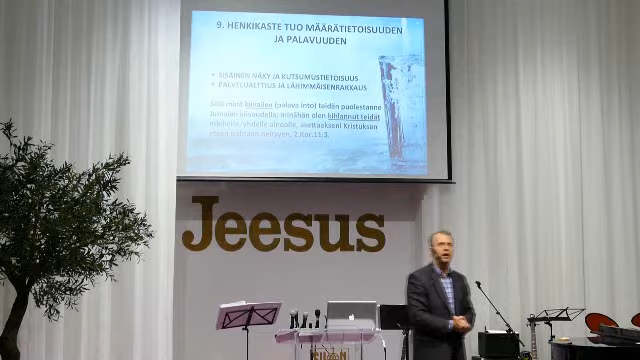 9. HENKIKASTE TUO MÄÄRÄTIETOISUUDEN
JA PALAVUUDEN
• SISÄINEN NÄKY JA KUTSUMUSTIETOISUUS
• PALVELUALTTIUS JA LÄHIMMÄISENRAKKAUS
Sillä minä kiivailen (palava into) teidän puolestanne
Jumalan kiivaudella; minähän olen kihlannut teidät
miehelle, yhdelle ainoalle, asettaakseni Kristuksen
eteen puhtaan neitsyen, 2.Kor.11:3.
Jeesus